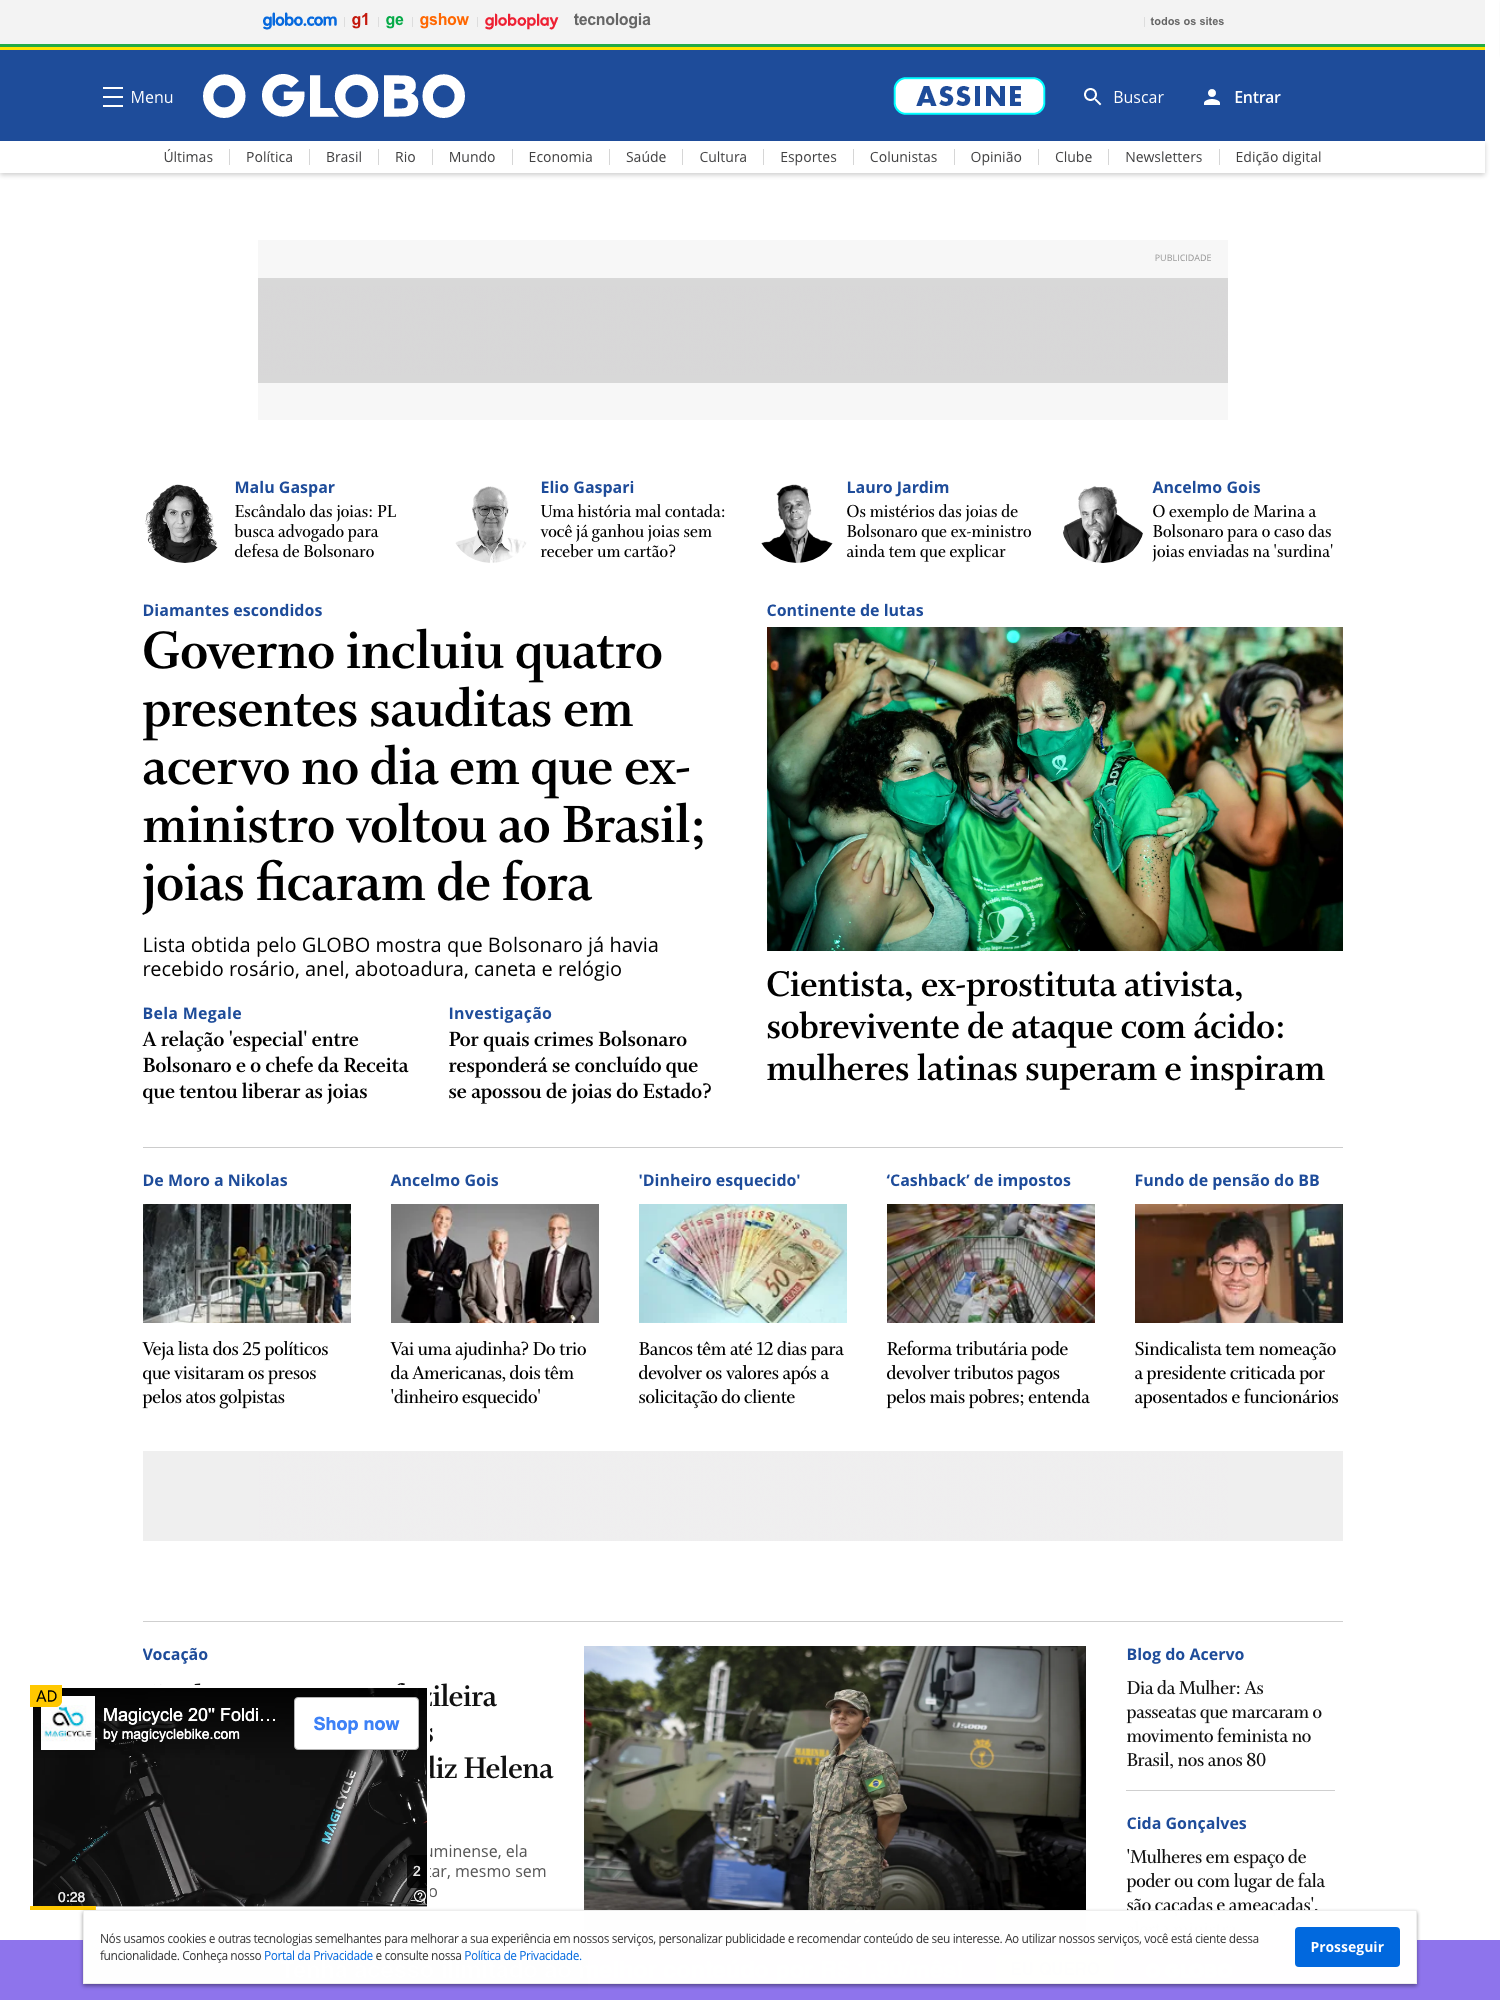 globo.com g1 ge gshow globoplay tecnologia todos os sites
Menu O GLOBO ASSINE Buscar Entrar
Últimas Política Brasil Rio Mundo Economia Saúde Cultura Esportes Colunistas Opinião Clube Newsletters Edição digital
PUBLICIDADE
Malu Gaspar
Escândalo das joias: PL
busca advogado para
defesa de Bolsonaro
Elio Gaspari
Uma história mal contada:
você já ganhou joias sem
receber um cartão?
Lauro Jardim
Os mistérios das joias de
Bolsonaro que ex-ministro
ainda tem que explicar
Ancelmo Gois
O exemplo de Marina a
Bolsonaro para o caso das
joias enviadas na 'surdina'
Diamantes escondidos
Governo incluiu quatro
presentes sauditas em
acervo no dia em que ex-
ministro voltou ao Brasil;
joias ficaram de fora
Lista obtida pelo GLOBO mostra que Bolsonaro já havia
recebido rosário, anel, abotoadura, caneta e relógio
Bela Megale
A relação 'especial' entre
Bolsonaro e o chefe da Receita
que tentou liberar as joias
Investigação
Por quais crimes Bolsonaro
responderá se concluído que
se apossou de joias do Estado?
Continente de lutas
Cientista, ex-prostituta ativista,
sobrevivente de ataque com ácido:
mulheres latinas superam e inspiram
De Moro a Nikolas
Veja lista dos 25 políticos
que visitaram os presos
pelos atos golpistas
Ancelmo Gois
Vai uma ajudinha? Do trio
da Americanas, dois têm
'dinheiro esquecido'
'Dinheiro esquecido'
50
Bancos têm até 12 dias para
devolver os valores após a
solicitação do cliente
‘Cashback’ de impostos
Reforma tributária pode
devolver tributos pagos
pelos mais pobres; entenda
Fundo de pensão do BB
HISTÓRIA
Sindicalista tem nomeação
a presidente criticada por
aposentados e funcionários
Vocação
zileira
s
liz Helena
uminense, ela
car, mesmo sem
o
AD
MAGICYCLE
Magicycle 20" Foldi...
by magicyclebike.com
Shop now
MAGICYCLE
2
0:28
MARINHA
Blog do Acervo
Dia da Mulher: As
passeatas que marcaram o
movimento feminista no
Brasil, nos anos 80
Cida Gonçalves
'Mulheres em espaço de
poder ou com lugar de fala
são caçadas e ameaçadas',
Nós usamos cookies e outras tecnologias semelhantes para melhorar a sua experiência em nossos serviços, personalizar publicidade e recomendar conteúdo de seu interesse. Ao utilizar nossos serviços, você está ciente dessa
funcionalidade. Conheça nosso Portal da Privacidade e consulte nossa Política de Privacidade.
Prosseguir